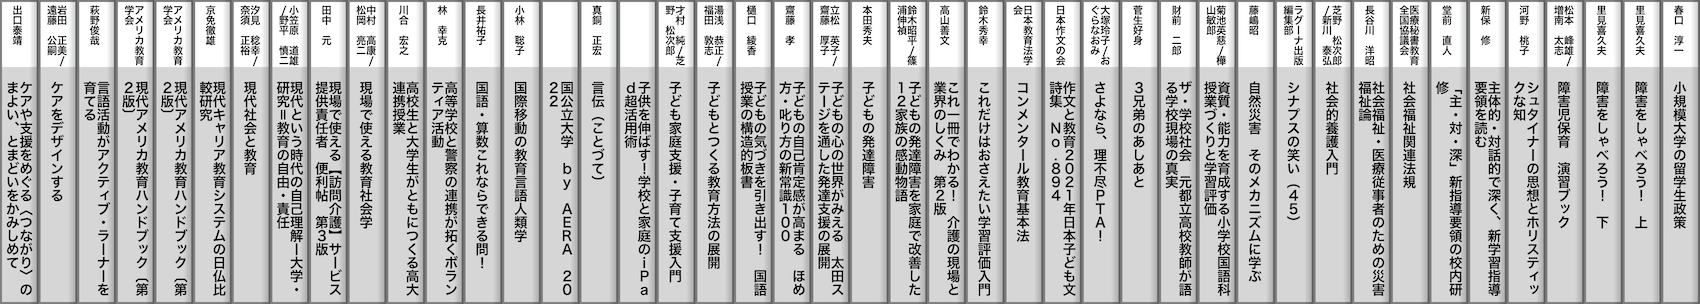 春口　淳一
小規模大学の留学生政策
里見喜久夫
障害をしゃべろう！　上
里見喜久夫
障害をしゃべろう！　下
松本　峰雄/
増南　太志
障害児保育　演習ブック
河野　桃子
シュタイナーの思想とホリスティッ
クな知
新保　修
主体的・対話的で深く、新学習指導
要領を読む
堂前　直人
「主・対・深」新指導要領の校内研
修
医療秘書教育
全国協議会
社会福祉関連法規
長谷川　洋昭
社会福祉・医療従事者のための災害
福祉論
芝野　松次郎
/新川　泰弘
社会的養護入門
ラグーナ出版
編集部
シナプスの笑い（４５）
藤嶋昭
自然災害　そのメカニズムに学ぶ
菊池英慈/樺
山敏郎
資質・能力を育成する小学校国語科
授業づくりと学習評価
財前　二郎
ザ・学校社会　元都立高校教師が語
る学校現場の真実
菅生好身
３兄弟のあしあと
大塚玲子/お
ぐらなおみ
さよなら、理不尽ＰＴＡ！
日本作文の会
作文と教育２０２１年日本子ども文
詩集　Ｎｏ．８９４
日本教育法学
会
コンメンタール教育基本法
鈴木秀幸
これだけはおさえたい学習評価入門
高山善文
これ一冊でわかる！　介護の現場と
業界のしくみ　第２版
鈴木昭平/篠
浦伸禎
子どもの発達障害を家庭で改善した
１２家族の感動物語
本田秀夫
子どもの発達障害
立松　英子/
齋藤　厚子
子どもの心の世界がみえる　太田ス
テージを通した発達支援の展開
齋藤　孝
子どもの自己肯定感が高まる　ほめ
方・叱り方の新常識１００
樋口　綾香
子どもの気づきを引き出す！　国語
授業の構造的板書
湯浅　恭正/
福田　敦志
子どもとつくる教育方法の展開
才村　純/芝
野　松次郎
子ども家庭支援・子育て支援入門
子供を伸ばす！学校と家庭のｉＰａ
ｄ超活用術
真銅　正宏
言伝（ことづて）
国公立大学　ｂｙ　ＡＥＲＡ　２０
２２
小林　聡子
国際移動の教育言語人類学
長井祐子
国語・算数これならできる問！
林　幸克
高等学校と警察の連携が拓くボラン
ティア活動
川合　宏之
高校生と大学生がともにつくる高大
連携授業
中村　高康/
松岡　亮二
現場で使える教育社会学
田中　元
現場で使える【訪問介護】サービス
提供責任者　便利帖　第３版
小笠原　道雄
/野平　慎二
現代という時代の自己理解ー大学・
研究＝教育の自由・責任
汐見　稔幸/
奈須　正裕
現代社会と教育
京免徹雄
現代キャリア教育システムの日仏比
較研究
アメリカ教育
学会
現代アメリカ教育ハンドブック〔第
２版〕
アメリカ教育
学会
現代アメリカ教育ハンドブック〔第
２版〕
萩野俊哉
言語活動がアクティブ・ラーナーを
育てる
岩田　正美/
遠藤　公嗣
ケアをデザインする
出口泰靖
ケアや支援をめぐる〈つながり〉の
まよい、とまどいをかみしめて